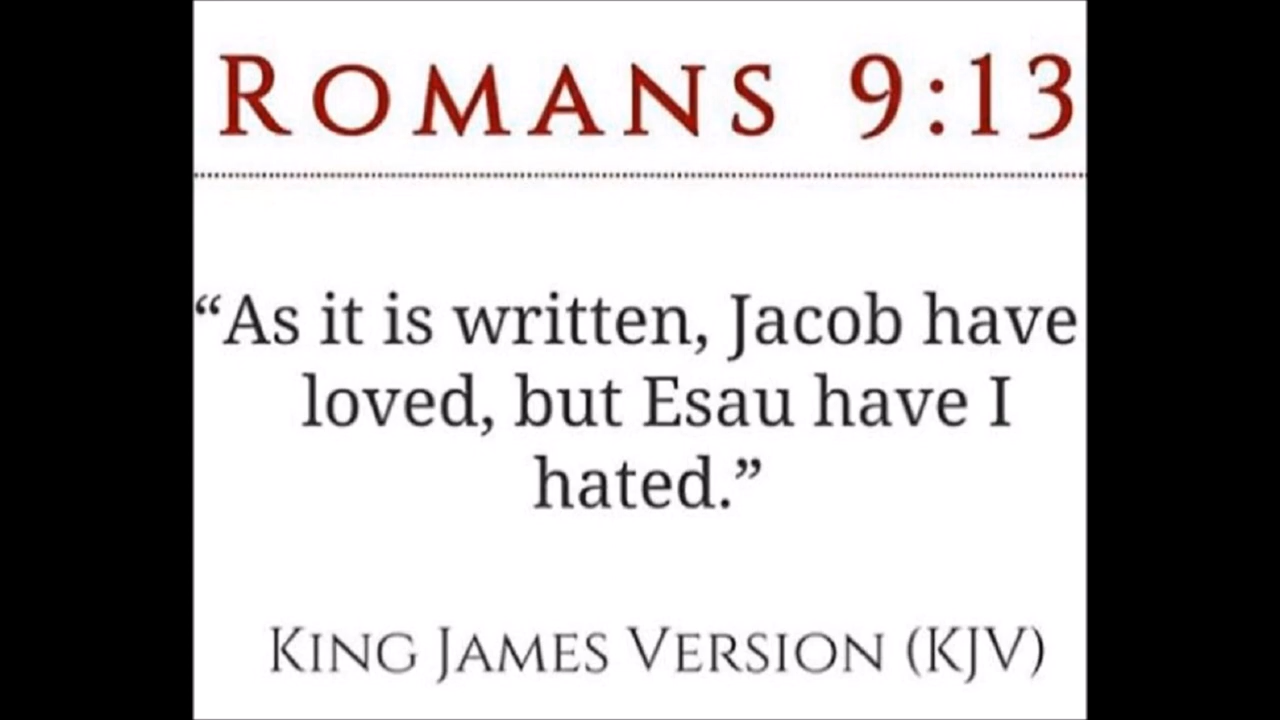 ROMANS 9:13
“As it is written, Jacob have
loved, but Esau have I
hated.”
KING JAMES VERSION (KJV)